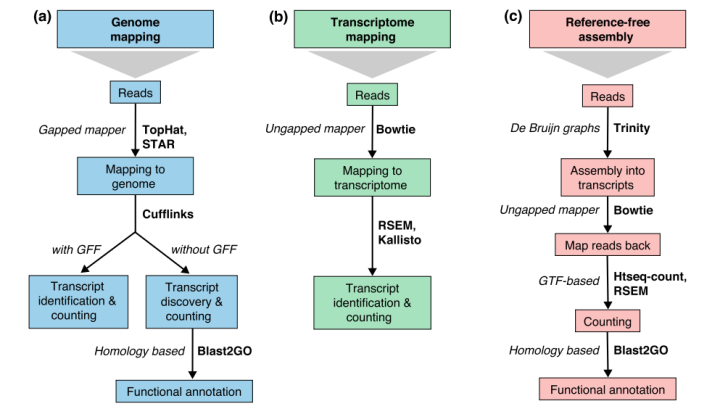 (a)
Genome
mapping
Reads
Gapped mapper
TopHat,
STAR
Mapping to
genome
Cufflinks
with GFF
without GFF
Transcript
identification &
counting
Transcript
discovery &
counting
Homology based
Blast2GO
Functional annotation
(b)
Transcriptome
mapping
Reads
Ungapped mapper
Bowtie
Mapping to
transcriptome
RSEM,
Kallisto
Transcript
identification &
counting
(c)
Reference-free
assembly
Reads
De Bruijn graphs
Trinity
Assembly into
transcripts
Ungapped mapper
Bowtie
Map reads back
GTF-based
Htseq-count,
RSEM
Counting
Homology based
Blast2GO
Functional annotation